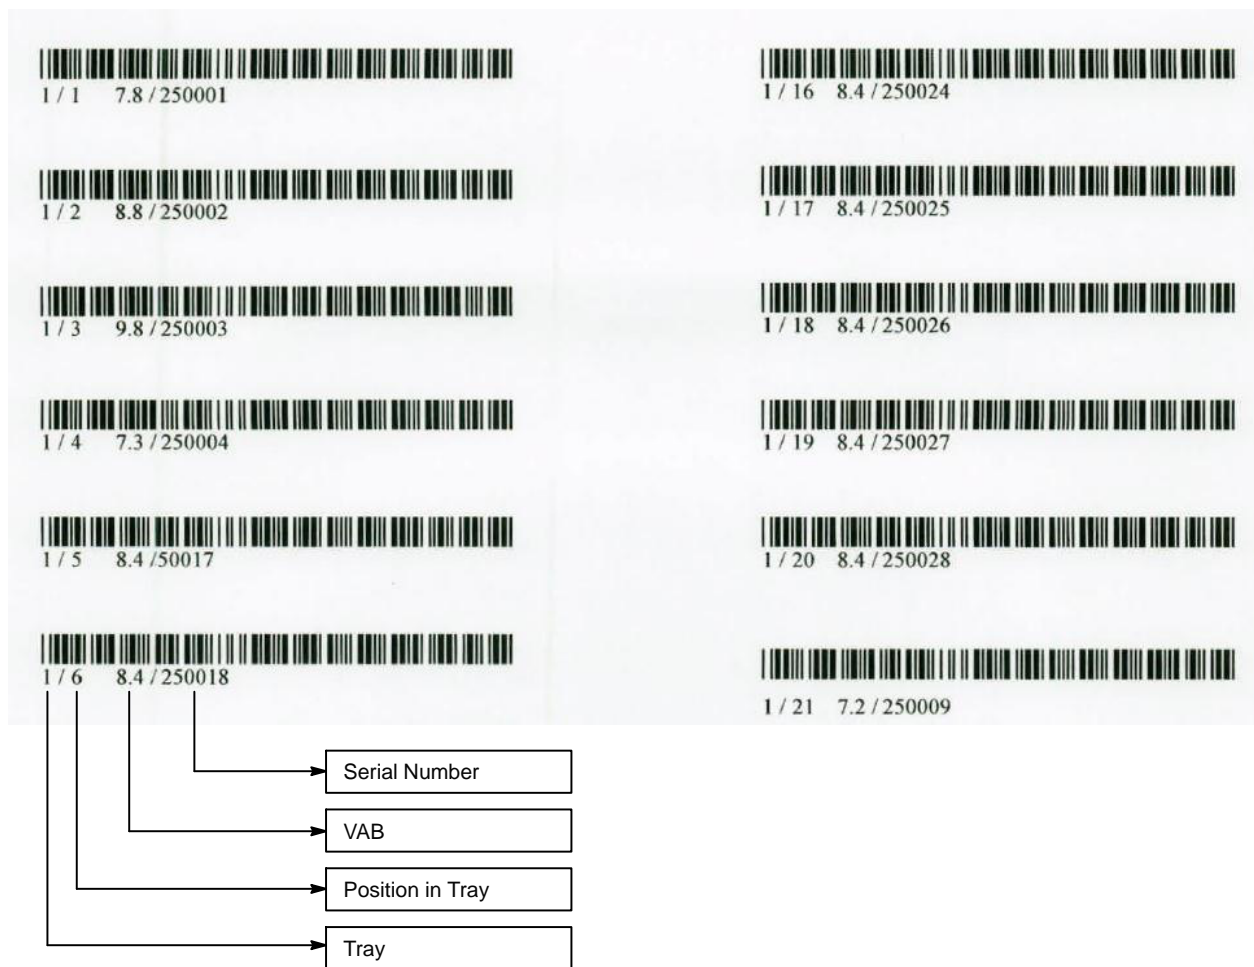 1 / 1 7.8 / 250001
1 / 2 8.8 / 250002
1 / 3 9.8 / 250003
1 / 4 7.3 / 250004
1 / 5 8.4 /50017
1 / 6 8.4 / 250018
1 / 16 8.4 / 250024
1 / 17 8.4 / 250025
1 / 18 8.4 / 250026
1 / 19 8.4 / 250027
1 / 20 8.4 / 250028
1 / 21 7.2 / 250009
Serial Number
VAB
Position in Tray
Tray